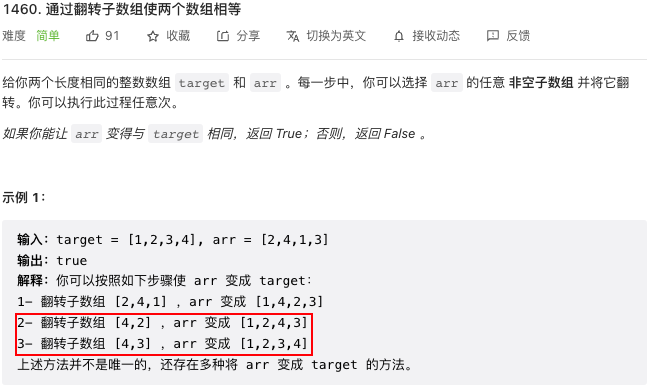 1460. 通过翻转子数组使两个数组相等
难度 简单 91 收藏 分享 切换为英文 接收动态 反馈
给你两个长度相同的整数数组 target 和 arr 。每一步中，你可以选择 arr 的任意 非空子数组 并将它翻
转。你可以执行此过程任意次。
如果你能让 arr 变得与 target 相同，返回 True；否则，返回 False 。
示例 1：
输入：target = [1,2,3,4], arr = [2,4,1,3]
输出：true
解释：你可以按照如下步骤使 arr 变成 target：
1- 翻转子数组 [2,4,1] ，arr 变成 [1,4,2,3]
2- 翻转子数组 [4,2] ，arr 变成 [1,2,4,3]
3- 翻转子数组 [4,3] ，arr 变成 [1,2,3,4]
上述方法并不是唯一的，还存在多种将 arr 变成 target 的方法。